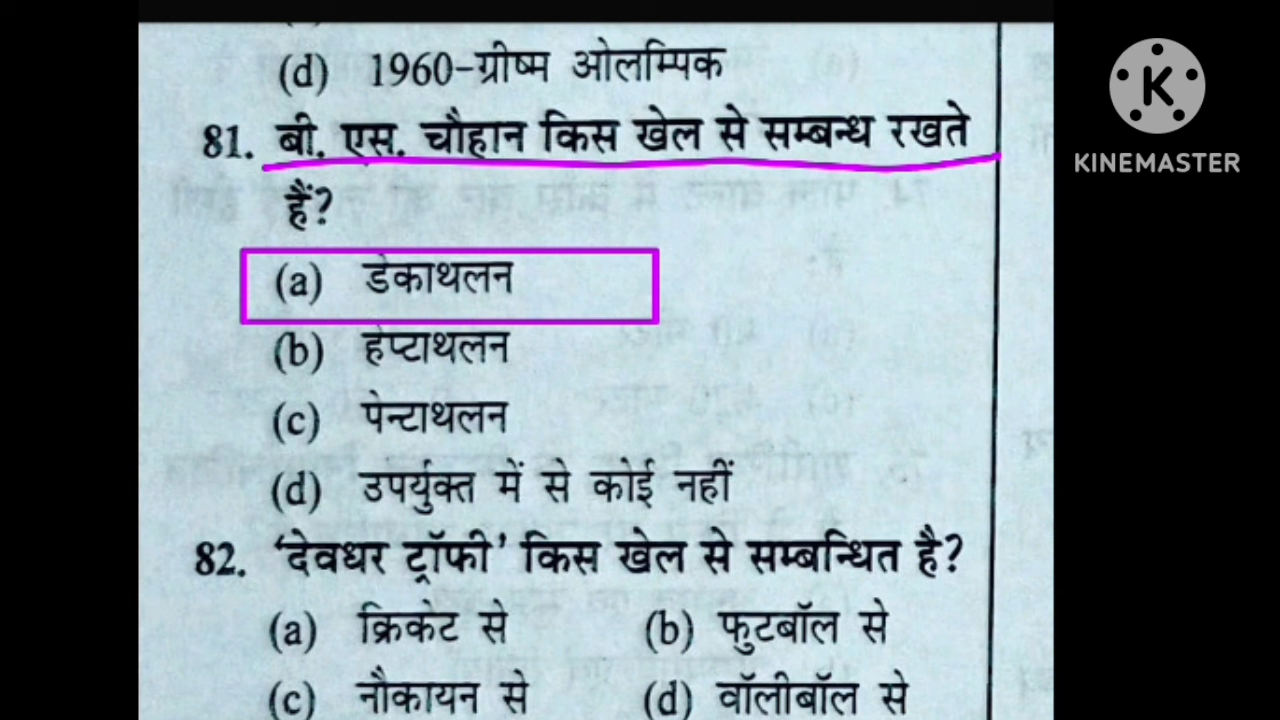 (d) 1960-ग्रीष्म ओलम्पिक
81. बी. एस. चौहान किस खेल से सम्बन्ध रखते
हैं?
(a) डेकाथलन
(b) हेप्टाथलन
(c) पेन्टाथलन
(d) उपर्युक्त में से कोई नहीं
82. 'देवधर ट्रॉफी' किस खेल से सम्बन्धित है?
(a) क्रिकेट से (b) फुटबॉल से
(c) नौकायन से (d) वॉलीबॉल से
K
KINEMASTER